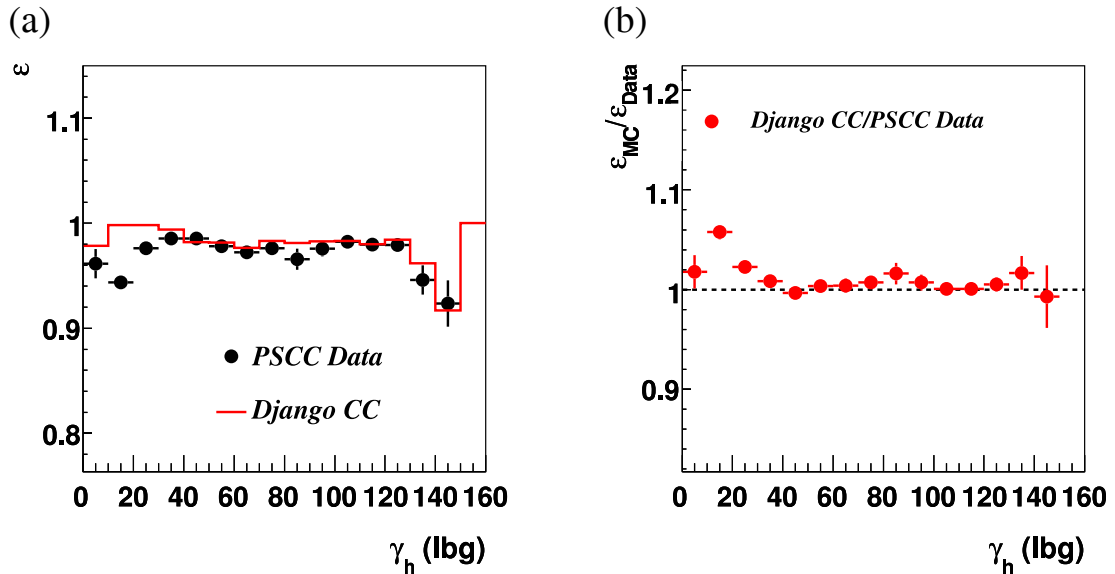 (a)
ε
1.1
1
0.9
0.8
PSCC Data
Django CC
0 20 40 60 80 100 120 140 160
γh (lbg)
(b)
εMC/εData
1.2
1.1
1
0.9
Django CC/PSCC Data
0 20 40 60 80 100 120 140 160
γh (lbg)